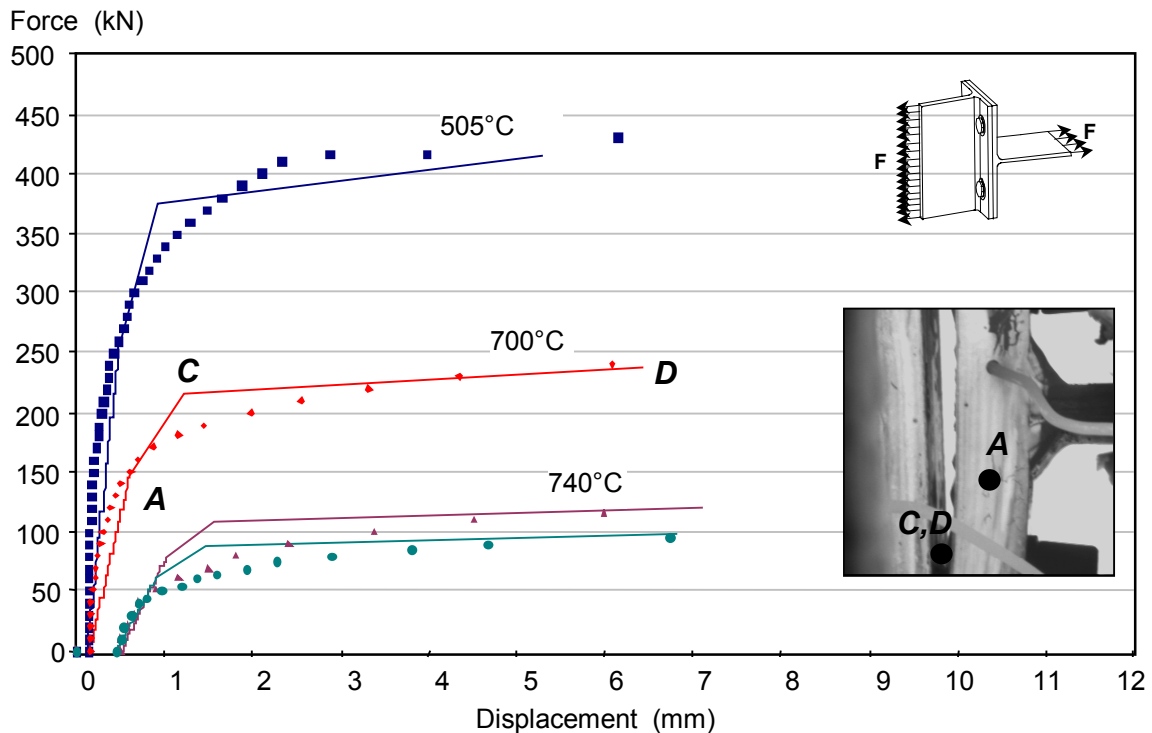 Force (kN)
500
450
400
350
300
250
200
150
100
50
0
505°C
700°C
740°C
C
D
A
F
F
A
C,D
0 1 2 3 4 5 6 7 8 9 10 11 12
Displacement (mm)